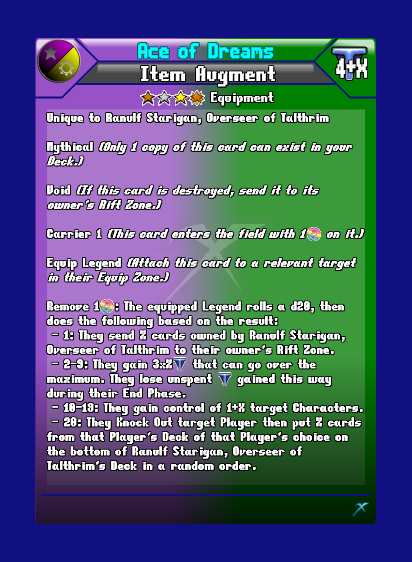 Ace of Dreams
Item Augment
4+X
Equipment
Unique to Ranulf Starigan, Overseer of Talthrim
Mythical (Only 1 copy of this card can exist in your
Deck.)
Void (If this card is destroyed, send it to its
owner's Rift Zone.)
Carrier 1 (This card enters the field with 1 on it.)
Equip Legend (Attach this card to a relevant target
in their Equip Zone.)
Remove 1: The equipped Legend rolls a d20, then
does the following based on the result:
- 1: They send X cards owned by Ranulf Starigan,
Overseer of Talthrim to their owner's Rift Zone.
- 2-9: They gain 3xX that can go over the
maximum. They lose unspent gained this way
during their End Phase.
- 10-19: They gain control of 1+X target Characters.
- 20: They Knock Out target Player then put X cards
from that Player's Deck of that Player's choice on
the bottom of Ranulf Starigan, Overseer of
Talthrim's Deck in a random order.